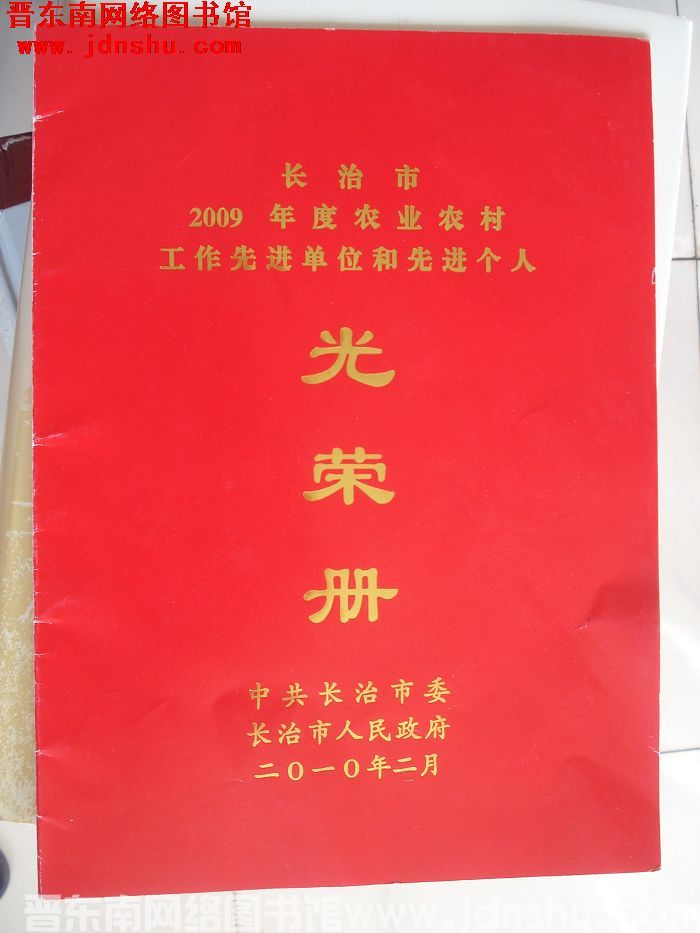 晋东南网络图书馆
www.jdnshu.com
长治市
2009 年度农业农村
工作先进单位和先进个人
光
荣
册
中共长治市委
长治市人民政府
二〇一〇年二月
晋东南网络图书馆www.jdnshu.com